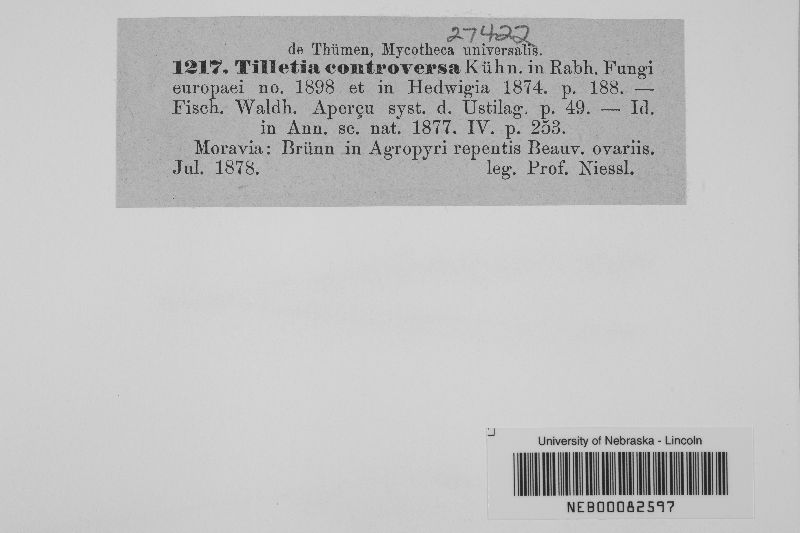 27422
de Thümen, Mycotheca universalis.
1217. Tilletia controversa Kühn. in Rabh. Fungi
europaei no. 1898 et in Hedwigia 1874. p. 188. —
Fisch. Waldh. Aperçu syst. d. Ustilag. p. 49. — Id.
in Ann. sc. nat. 1877. IV. p. 253.
Moravia: Brünn in Agropyri repentis Beauv. ovariis.
Jul. 1878. leg. Prof. Niessl.
University of Nebraska - Lincoln
NEB00082597